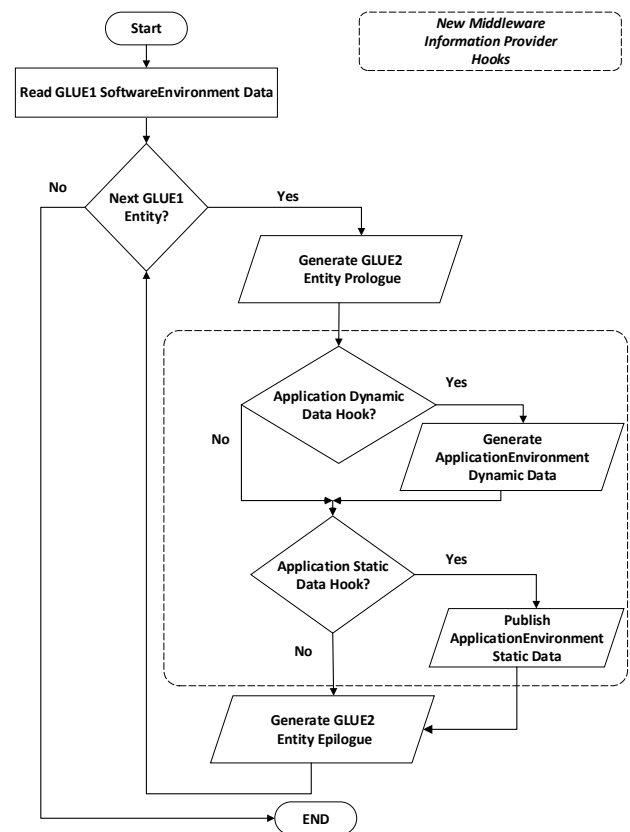 Start
New Middleware
Information Provider
Hooks
Read GLUE1 SoftwareEnvironment Data
No
Next GLUE1
Entity?
Yes
Generate GLUE2
Entity Prologue
Application Dynamic
Data Hook?
Yes
No
Generate
ApplicationEnvironment
Dynamic Data
Application Static
Data Hook?
Yes
No
Publish
ApplicationEnvironment
Static Data
Generate GLUE2
Entity Epilogue
END